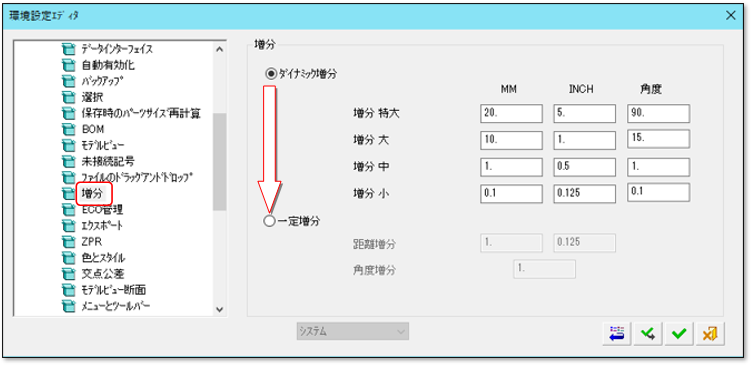 環境設定ｴﾃﾞｨﾀ
ﾃﾞｰﾀｲﾝﾀｰﾌｪｲｽ
自動有効化
ﾊﾞｯｸｱｯﾌﾟ
選択
保存時のﾊﾟｰﾂｻｲｽﾞ再計算
BOM
ﾓﾃﾞﾙﾋﾞｭｰ
未接続記号
ﾌｧｲﾙのﾄﾞﾗｯｸﾞｱﾝﾄﾞﾄﾞﾛｯﾌﾟ
増分
ECO管理
ｴｸｽﾎﾟｰﾄ
ZPR
色とｽﾀｲﾙ
交点公差
ﾓﾃﾞﾙﾋﾞｭｰ断面
ﾒﾆｭｰとﾂｰﾙﾊﾞｰ
増分
ﾀﾞｲﾅﾐｯｸ増分
MM INCH 角度
増分 特大 20. 5. 90.
増分 大 10. 1. 15.
増分 中 1. 0.5 1.
増分 小 0.1 0.125 0.1
一定増分
距離増分 1. 0.125
角度増分 1.
ｼｽﾃﾑ